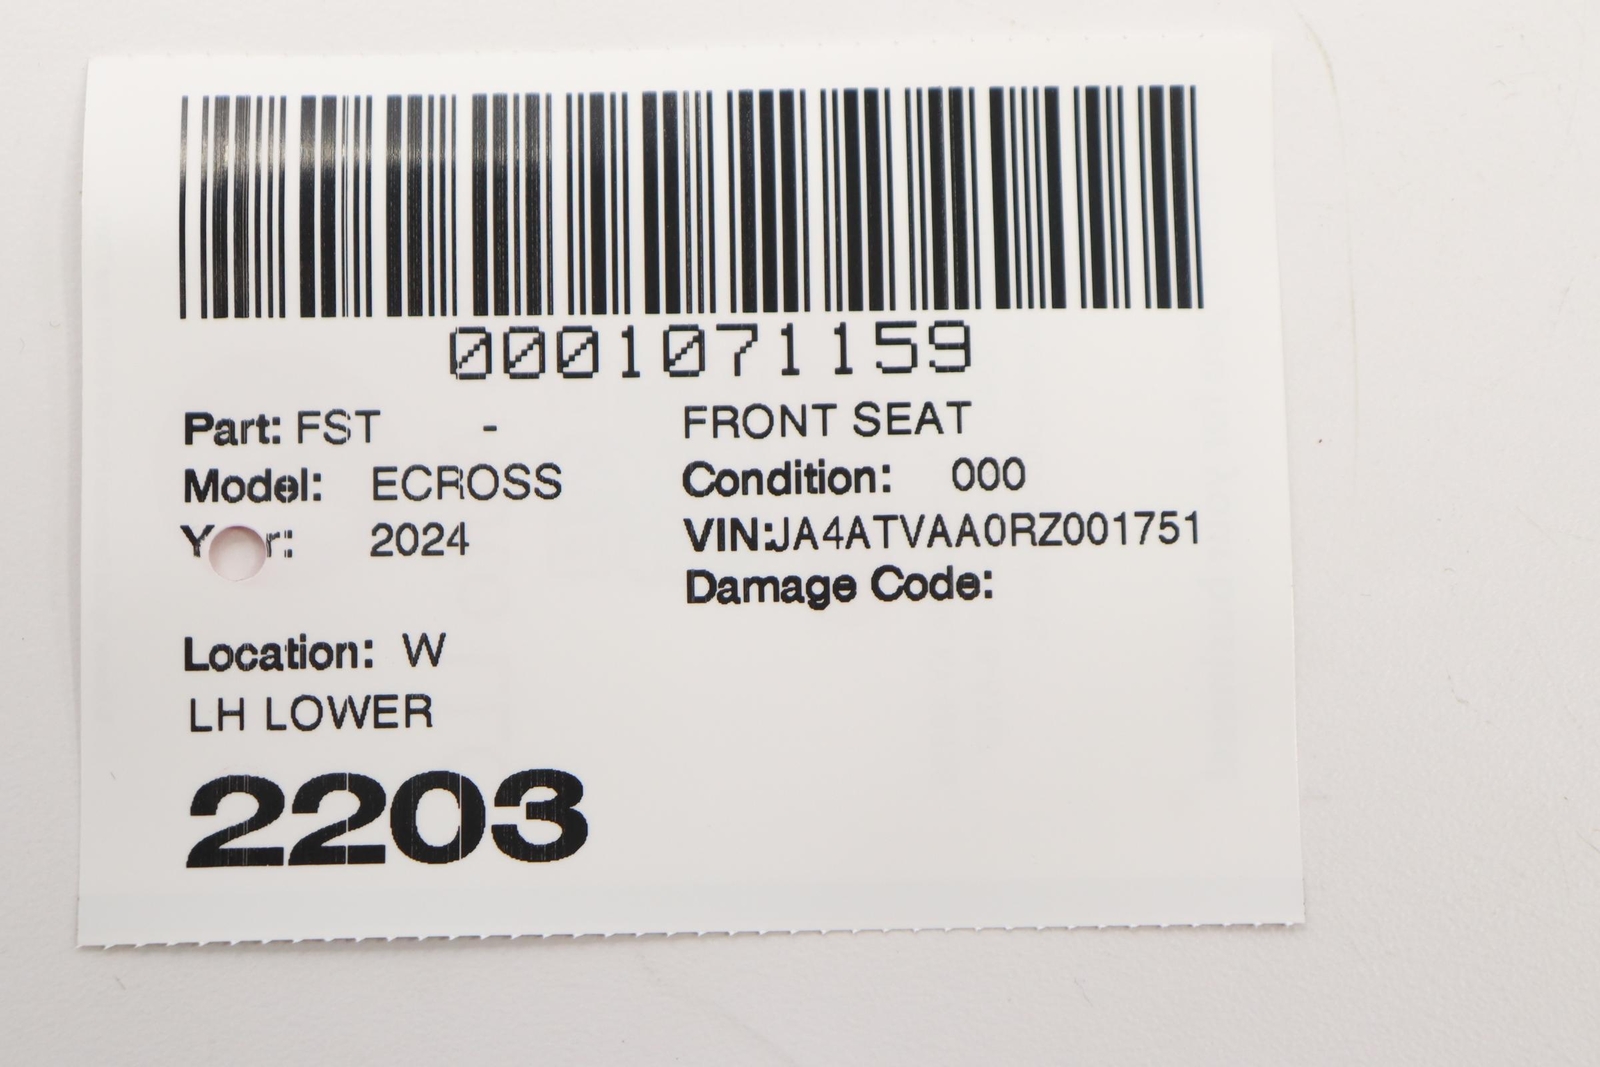 0001071159
Part: FST - FRONT SEAT
Model: ECROSS Condition: 000
2024 VIN:JA4ATVAA0RZ001751
Damage Code:
Location: W
LH LOWER
2203